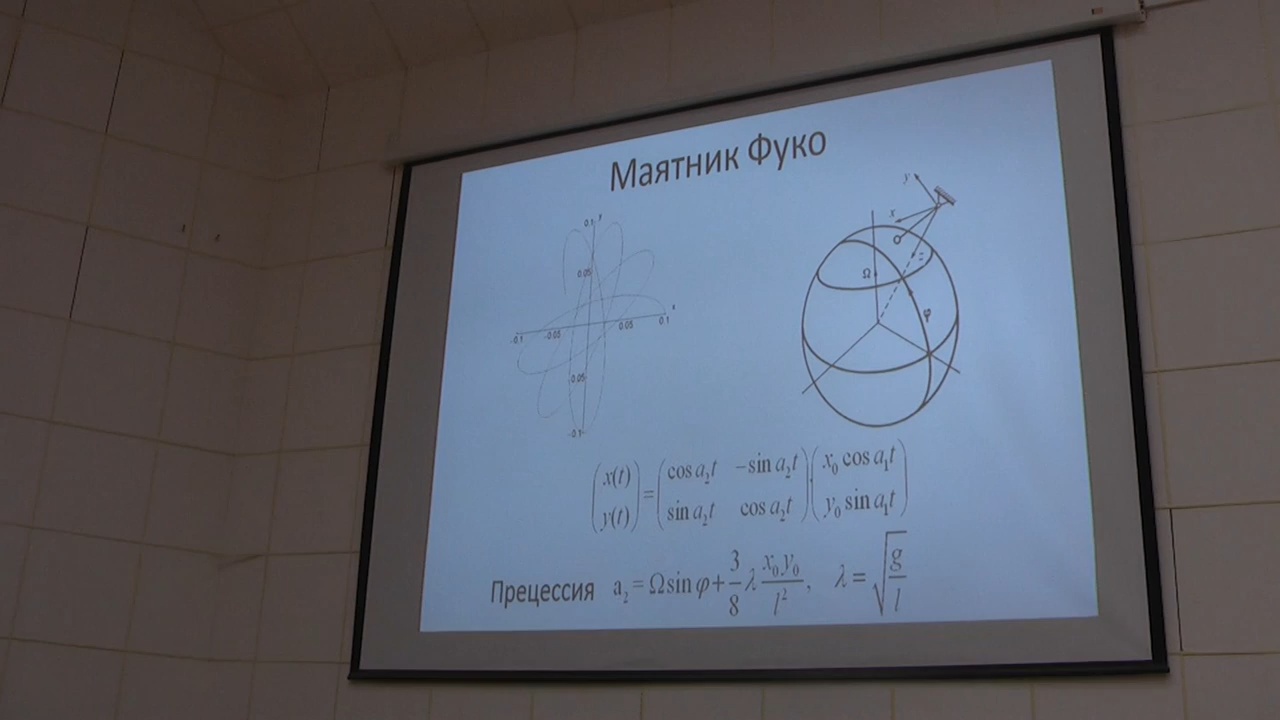 Маятник Фуко
0.1 y
0.05
x
-0.1 -0.05 0.05 0.1
-0.05
-0.1
y
x
Ω
φ
(x(t) y(t)) = (cos a₂t −sin a₂t sin a₂t cos a₂t) (x₀ cos a₁t y₀ sin a₁t)
Прецессия a₂ = Ω sin φ + 3/8 λ x₀y₀/l², λ = √(g/l)